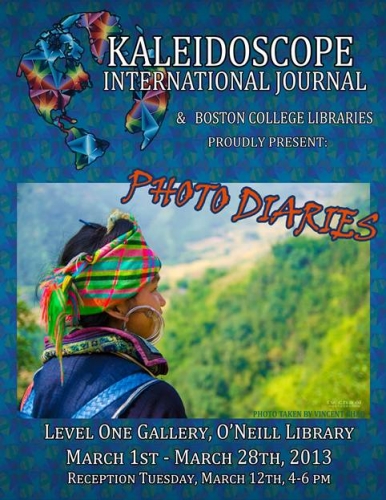 KALEIDOSCOPE
INTERNATIONAL JOURNAL
& BOSTON COLLEGE LIBRARIES
PROUDLY PRESENT:
PHOTO DIARIES
PHOTO TAKEN BY VINCENT
LEVEL ONE GALLERY, O'NEILL LIBRARY
MARCH 1ST - MARCH 28TH, 2013
RECEPTION TUESDAY, MARCH 12TH, 4-6 PM